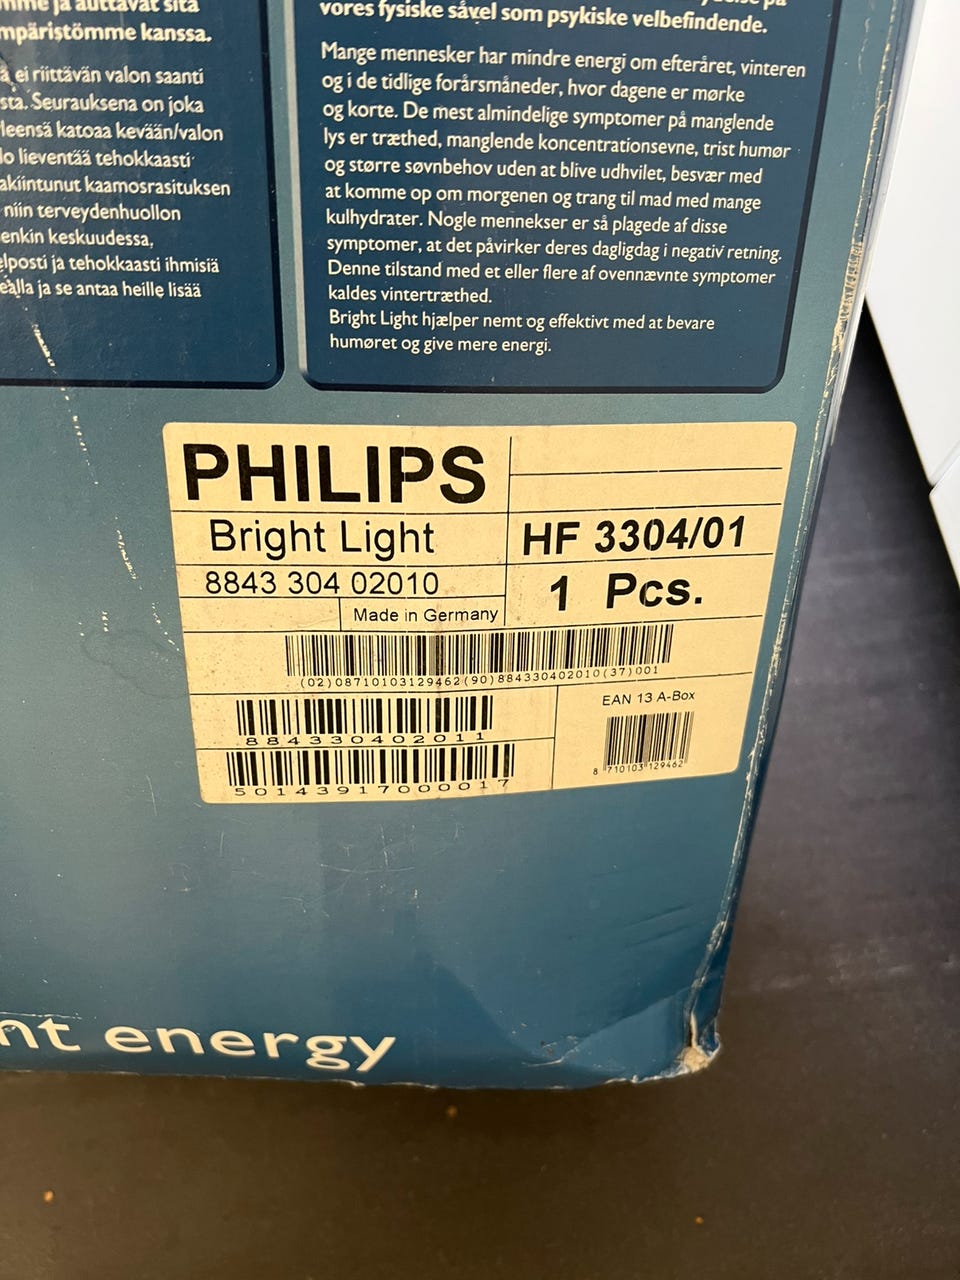 sitä
mpäristömme kanssa.
ei riittävän valon saanti
sta. Seurauksena on joka
leensä katoaa kevään/valon
lo lieventää tehokkaasti
akiintunut kaamosrasituksen
niin terveydenhuollon
enkin keskuudessa,
elposti ja tehokkaasti ihmisiä
ealla ja se antaa heille lisää
på
vores fysiske såvel som psykiske velbefindende.
Mange mennesker har mindre energi om efteråret, vinteren
og i de tidlige forårsmåneder, hvor dagene er mørke
og korte. De mest almindelige symptomer på manglende
lys er træthed, manglende koncentrationsevne, trist humør
og større søvnbehov uden at blive udhvilet, besvær med
at komme op om morgenen og trang til mad med mange
kulhydrater. Nogle mennekser er så plagede af disse
symptomer, at det påvirker deres dagligdag i negativ retning.
Denne tilstand med et eller flere af ovennævnte symptomer
kaldes vintertræthed.
Bright Light hjælper nemt og effektivt med at bevare
humøret og give mere energi.
PHILIPS
Bright Light
HF 3304/01
8843 304 02010
1 Pcs.
Made in Germany
(02)08710103129462(90)884330402010(37)001
884330402011
5014391700001 7
EAN 13 A-Box
8 710103 129462
nt energy